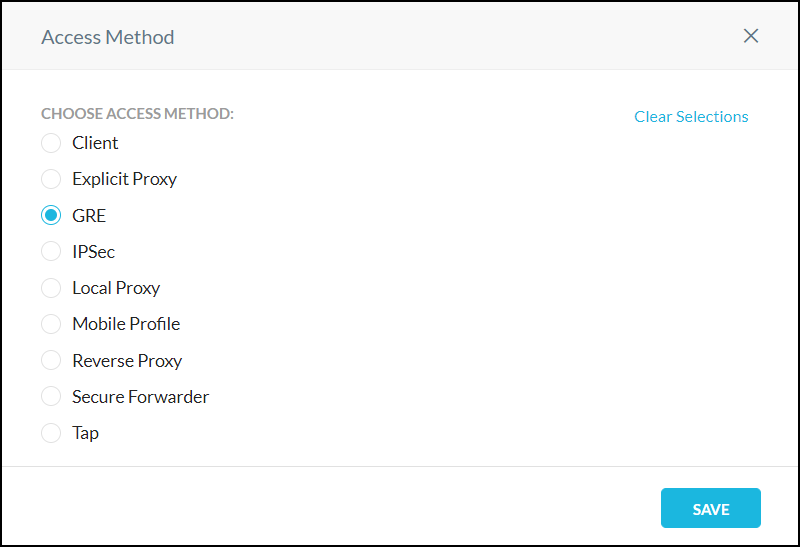 Access Method
CHOOSE ACCESS METHOD:
Clear Selections
Client
Explicit Proxy
GRE
IPSec
Local Proxy
Mobile Profile
Reverse Proxy
Secure Forwarder
Tap
SAVE